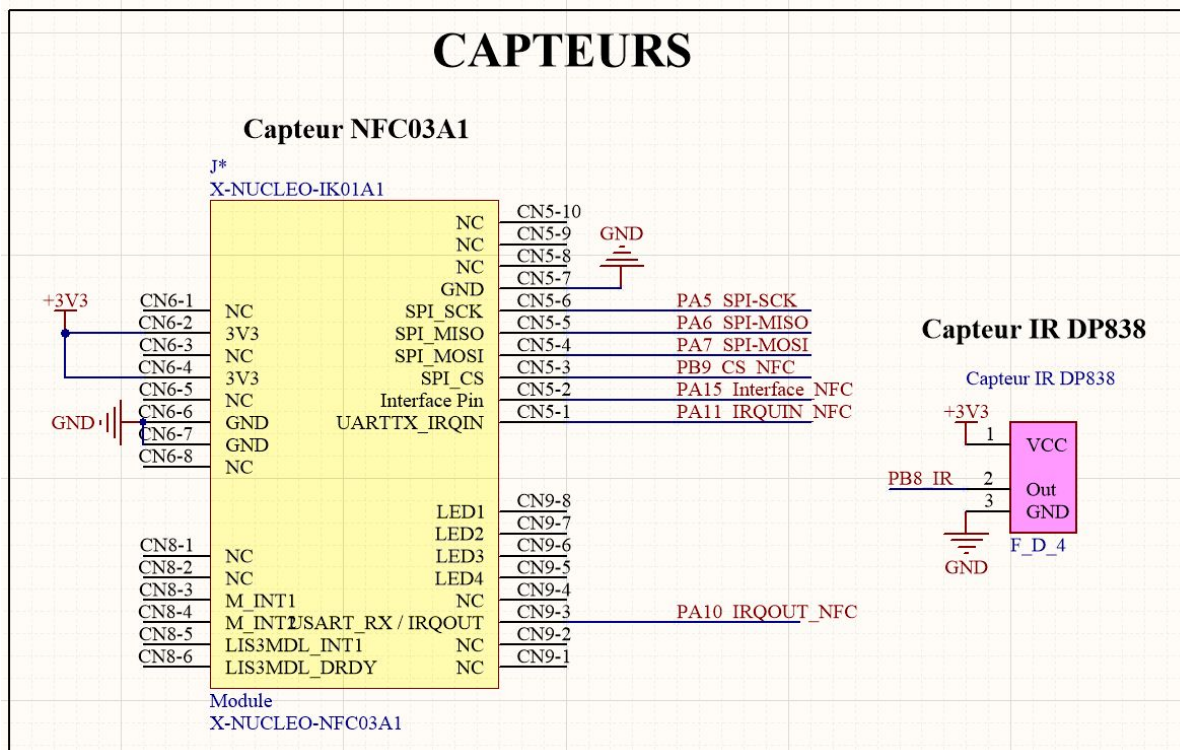 CAPTEURS
Capteur NFC03A1
J*
X-NUCLEO-IK01A1
+3V3
GND
CN6-1 NC
CN6-2 3V3
CN6-3 NC
CN6-4 3V3
CN6-5 NC
CN6-6 GND
CN6-7 GND
CN6-8 NC
CN8-1 NC
CN8-2 NC
CN8-3 M_INT1
CN8-4 M_INT2
CN8-5 LIS3MDL_INT1
CN8-6 LIS3MDL_DRDY
NC CN5-10
NC CN5-9
NC CN5-8
GND CN5-7 GND
SPI_SCK CN5-6 PA5_SPI-SCK
SPI_MISO CN5-5 PA6_SPI-MISO
SPI_MOSI CN5-4 PA7_SPI-MOSI
SPI_CS CN5-3 PB9_CS_NFC
Interface Pin CN5-2 PA15_Interface_NFC
UARTTX_IRQIN CN5-1 PA11_IRQUIN_NFC
LED1 CN9-8
LED2 CN9-7
LED3 CN9-6
LED4 CN9-5
NC CN9-4
USART_RX / IRQOUT CN9-3 PA10_IRQOUT_NFC
NC CN9-2
NC CN9-1
Module
X-NUCLEO-NFC03A1
Capteur IR DP838
Capteur IR DP838
+3V3
1 VCC
PB8_IR 2 Out
3 GND
GND
F_D_4